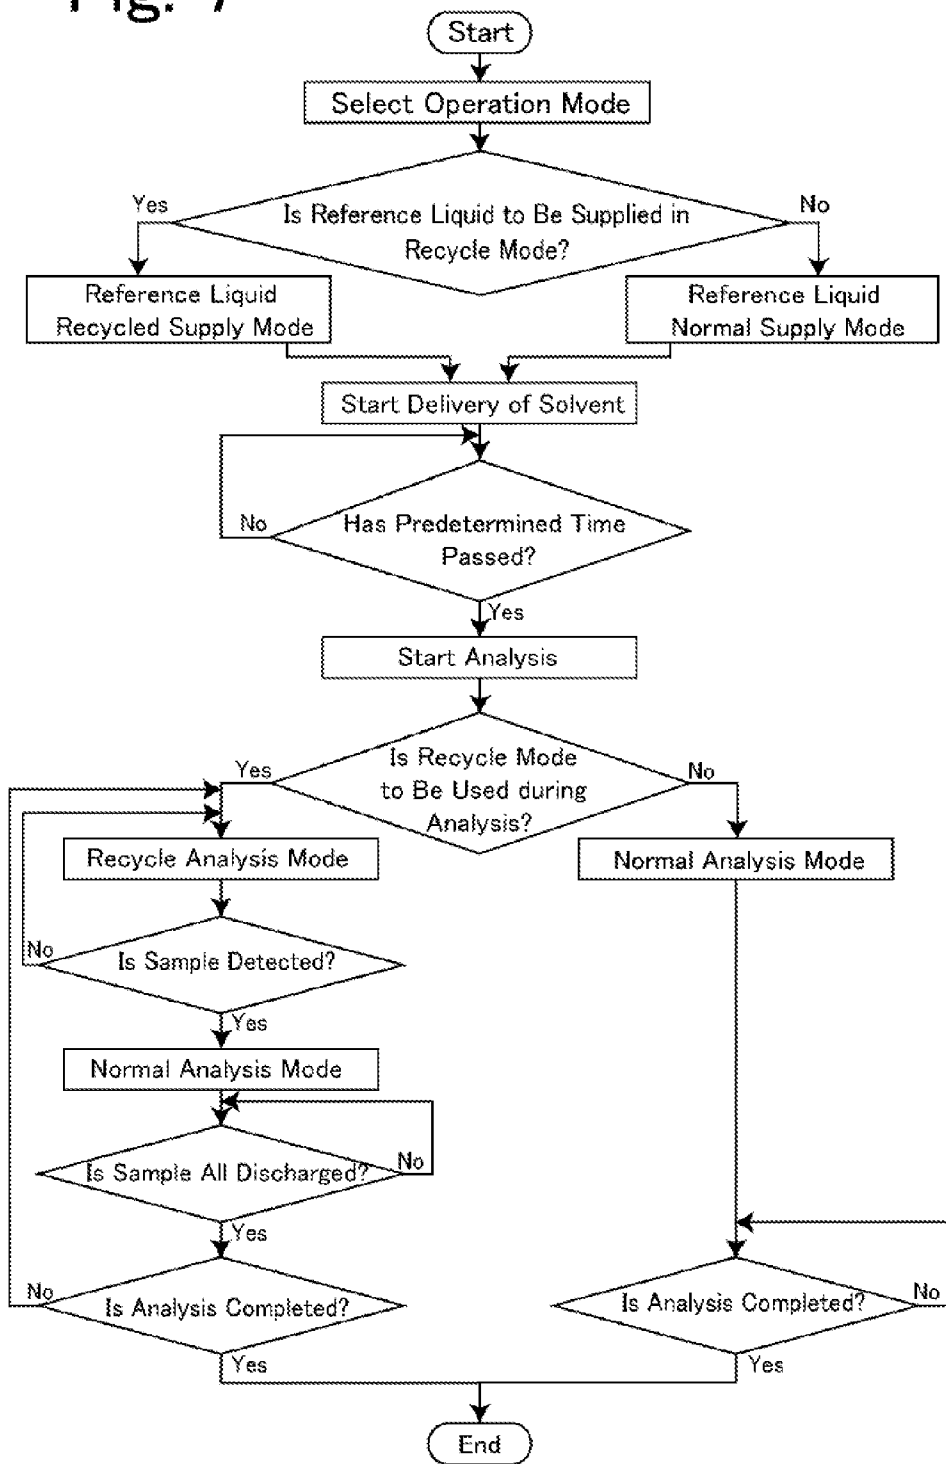 Start
Select Operation Mode
Yes
No
Is Reference Liquid to Be Supplied in
Recycle Mode?
Reference Liquid
Recycled Supply Mode
Reference Liquid
Normal Supply Mode
Start Delivery of Solvent
No
Has Predetermined Time
Passed?
Yes
Start Analysis
Yes
Is Recycle Mode
to Be Used during
Analysis?
No
Recycle Analysis Mode
Normal Analysis Mode
No
Is Sample Detected?
Yes
Normal Analysis Mode
Is Sample All Discharged?
No
Yes
No
Is Analysis Completed?
Is Analysis Completed?
No
Yes
Yes
End